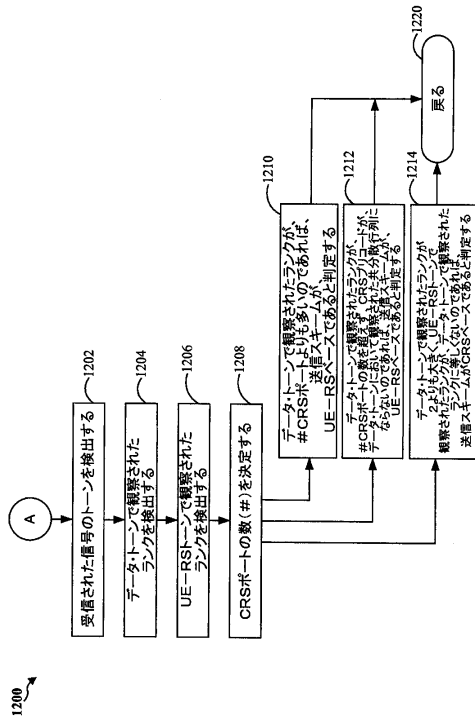 1200
A
受信された信号のトーンを検出する
1202
データ・トーンで観察された
ランクを検出する
1204
UE-RSトーンで観察された
ランクを検出する
1206
CRSポートの数(#)を決定する
1208
データ・トーンで観察されたランクが、
#CRSポートよりも多いのであれば、
送信スキームが、
UE-RSベースであると判定する
1210
データ・トーンで観察されたランクが、
#CRSポートの数を超えず、CRSプリコードが、
データ・トーンにおいて観察された共分散行列に
ならないのであれば、送信スキームが、
UE-RSベースであると判定する
1212
データ・トーンで観察されたランクが
2よりも大きく、UE-RSトーンで
観察されたランクが、データ・トーンで観察された
ランクに等しくないのであれば、
送信スキームがCRSベースであると判定する
1214
戻る
1220